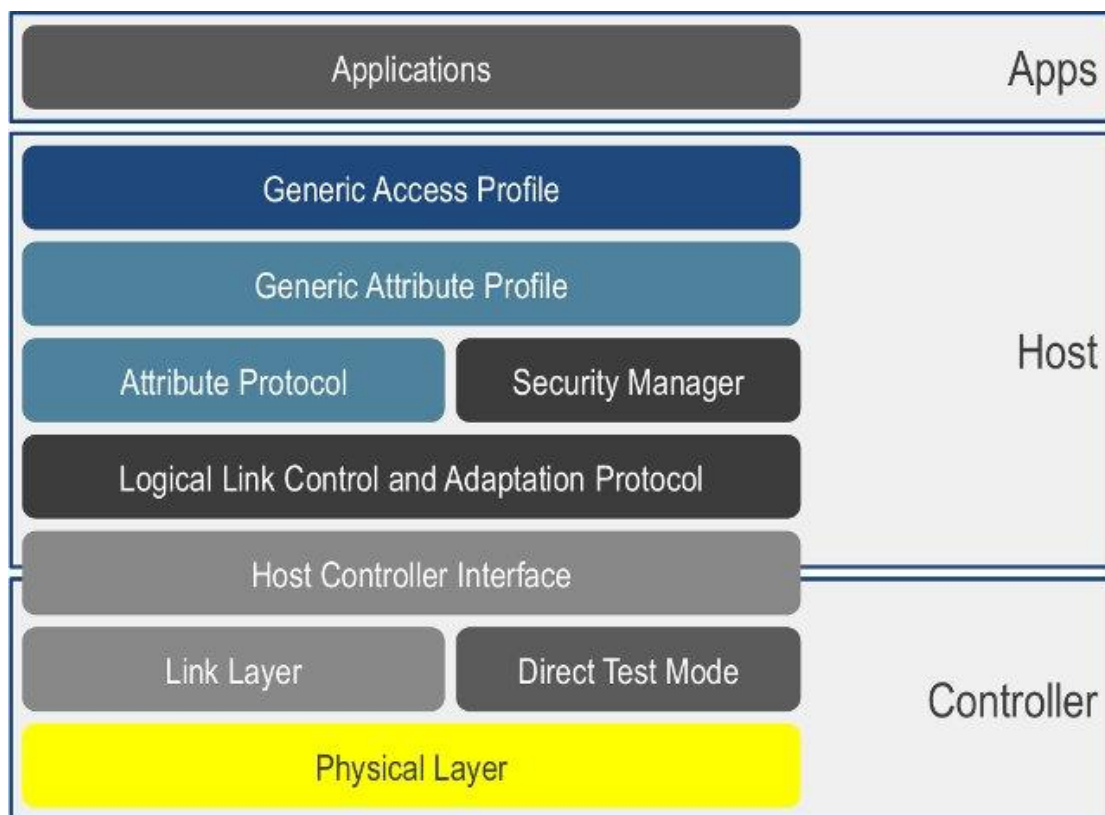 Applications
Apps
Generic Access Profile
Generic Attribute Profile
Host
Attribute Protocol
Security Manager
Logical Link Control and Adaptation Protocol
Host Controller Interface
Link Layer
Direct Test Mode
Controller
Physical Layer